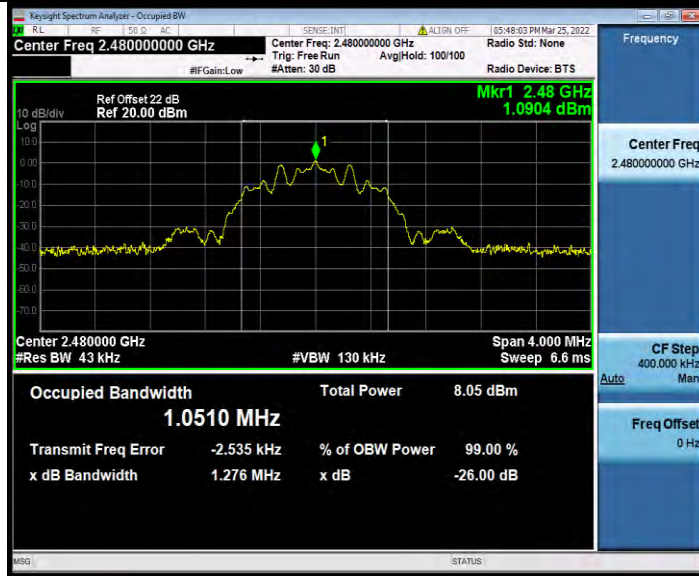 Keysight Spectrum Analyzer - Occupied BW
LXI RL RF 50 Ω AC SENSE:INT ALIGN OFF 05:48:03 PM Mar 25, 2022
Center Freq 2.480000000 GHz
Center Freq: 2.480000000 GHz Radio Std: None
Trig: Free Run Avg|Hold: 100/100
#IFGain:Low #Atten: 30 dB Radio Device: BTS
Frequency
Ref Offset 22 dB Mkr1 2.48 GHz
10 dB/div Ref 20.00 dBm 1.0904 dBm
Log
10.0
1
0.00
-10.0
-20.0
-30.0
-40.0
-50.0
-60.0
-70.0
Center Freq
2.480000000 GHz
Center 2.480000 GHz Span 4.000 MHz
#Res BW 43 kHz #VBW 130 kHz Sweep 6.6 ms
CF Step
400.000 kHz
Auto Man
Occupied Bandwidth Total Power 8.05 dBm
1.0510 MHz
Freq Offset
0 Hz
Transmit Freq Error -2.535 kHz % of OBW Power 99.00 %
x dB Bandwidth 1.276 MHz x dB -26.00 dB
MSG STATUS